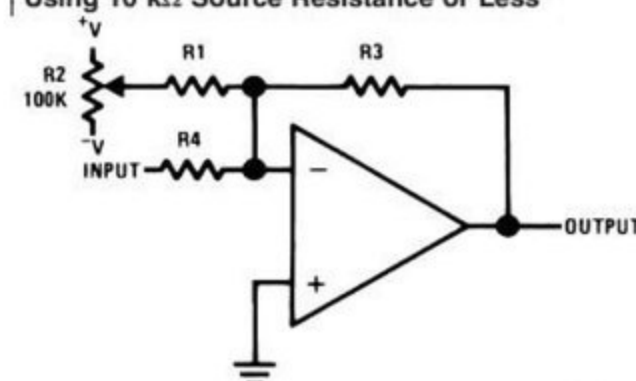 Using 10 kΩ Source Resistance or Less
+V
R1
R3
R2
100K
-V
R4
INPUT
-
+
OUTPUT